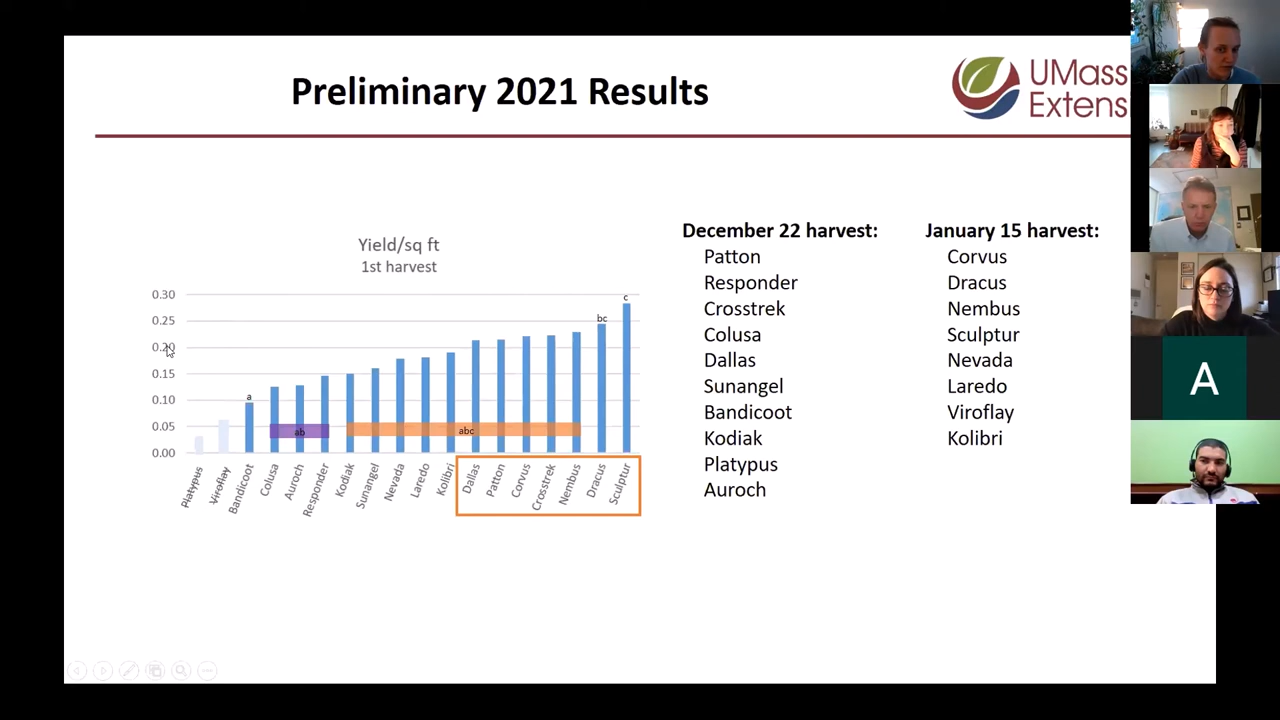 Preliminary 2021 Results
UMass
Extens
Yield/sq ft
1st harvest
0.30
0.25
0.20
0.15
0.10
0.05
0.00
a
ab
abc
bc
c
Platypus
Viroflay
Bandicoot
Colusa
Auroch
Responder
Kodiak
Sunangel
Nevada
Laredo
Kolibri
Dallas
Patton
Corvus
Crosstrek
Nembus
Dracus
Sculptur
December 22 harvest:
Patton
Responder
Crosstrek
Colusa
Dallas
Sunangel
Bandicoot
Kodiak
Platypus
Auroch
January 15 harvest:
Corvus
Dracus
Nembus
Sculptur
Nevada
Laredo
Viroflay
Kolibri
A